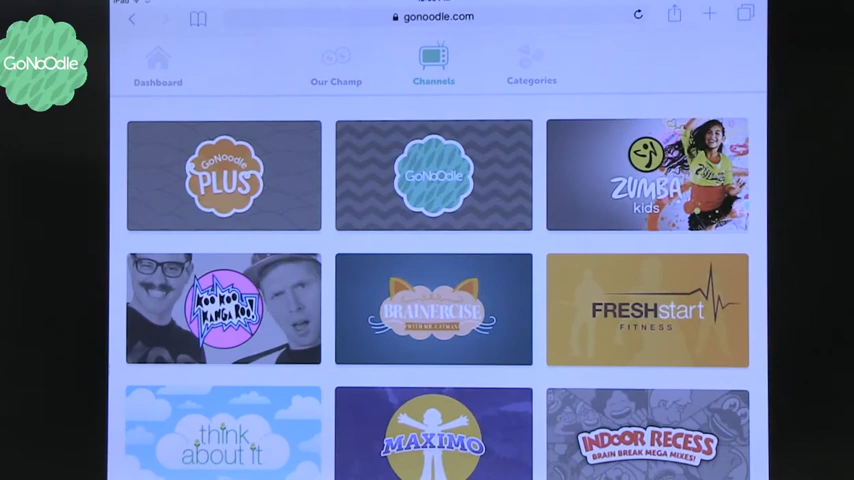 iPad
gonoodle.com
GoNoOdle
Dashboard
Our Champ
Channels
Categories
GoNoodle
PLUS
GoNoOdle
ZUMBA
kids
KOO KOO
KANGA ROO!
BRAINERCISE
WITH MR. CATMAN
FRESHstart
FITNESS
think
about it
MAXIMO
INDOOR RECESS
BRAIN BREAK MEGA MIXES!